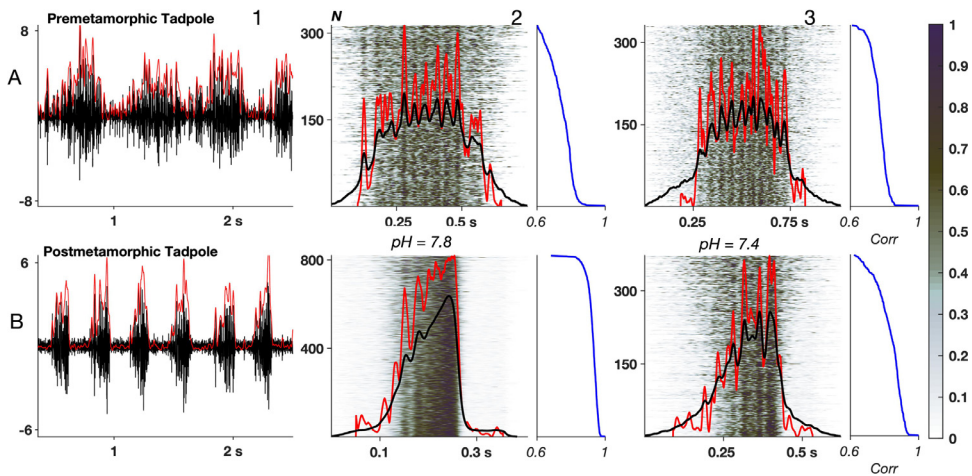 Premetamorphic Tadpole 1
N
2
3
A
8
-8
1 2 s
300
150
0.25 0.5 s
0.6 1
300
150
0.25 0.75 s
0.6 1
Corr
Postmetamorphic Tadpole
pH = 7.8
pH = 7.4
B
6
-6
1 2 s
800
400
0.1 0.3 s
0.6 1
300
150
0.25 0.5 s
0.6 1
Corr
1
0.9
0.8
0.7
0.6
0.5
0.4
0.3
0.2
0.1
0